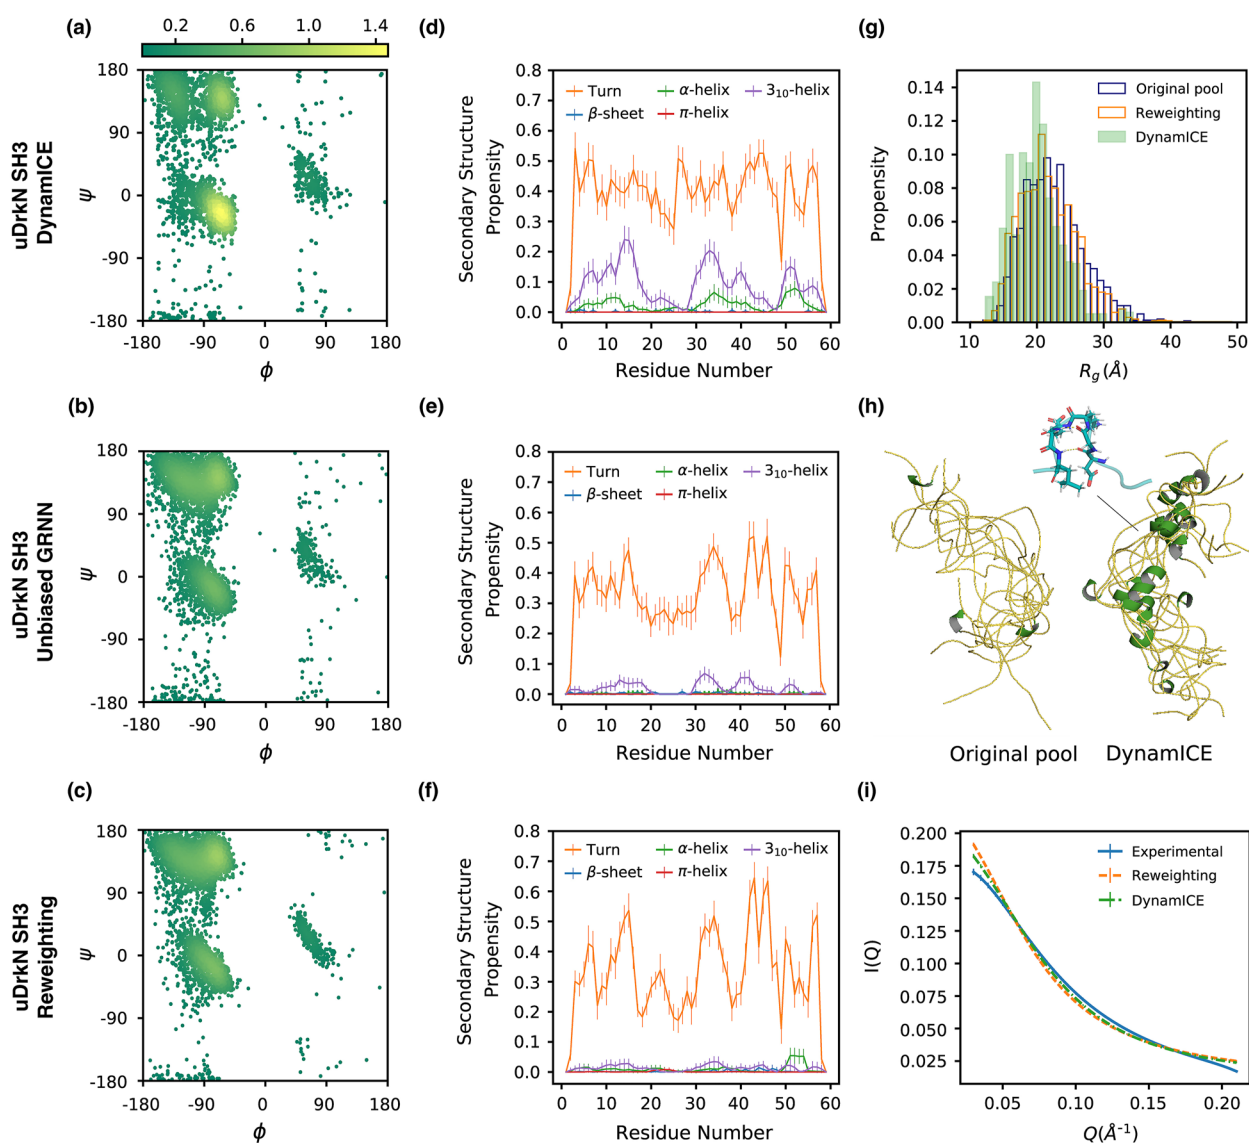 (a)
0.2 0.6 1.0 1.4
uDrkN SH3
DynamICE
ψ
180
90
0
-90
-180
-180 -90 0 90 180
ϕ
(d)
Secondary Structure
Propensity
0.8
0.7
0.6
0.5
0.4
0.3
0.2
0.1
0.0
Turn α-helix 3₁₀-helix
β-sheet π-helix
0 10 20 30 40 50 60
Residue Number
(g)
Propensity
0.14
0.12
0.10
0.08
0.06
0.04
0.02
0.00
Original pool
Reweighting
DynamICE
10 20 30 40 50
R_g (Å)
(b)
uDrkN SH3
Unbiased GRNN
ψ
180
90
0
-90
-180
-180 -90 0 90 180
ϕ
(e)
Secondary Structure
Propensity
0.8
0.7
0.6
0.5
0.4
0.3
0.2
0.1
0.0
Turn α-helix 3₁₀-helix
β-sheet π-helix
0 10 20 30 40 50 60
Residue Number
(h)
Original pool DynamICE
(c)
uDrkN SH3
Reweighting
ψ
180
90
0
-90
-180
-180 -90 0 90 180
ϕ
(f)
Secondary Structure
Propensity
0.8
0.7
0.6
0.5
0.4
0.3
0.2
0.1
0.0
Turn α-helix 3₁₀-helix
β-sheet π-helix
0 10 20 30 40 50 60
Residue Number
(i)
I(Q)
0.200
0.175
0.150
0.125
0.100
0.075
0.050
0.025
Experimental
Reweighting
DynamICE
0.05 0.10 0.15 0.20
Q(Å⁻¹)